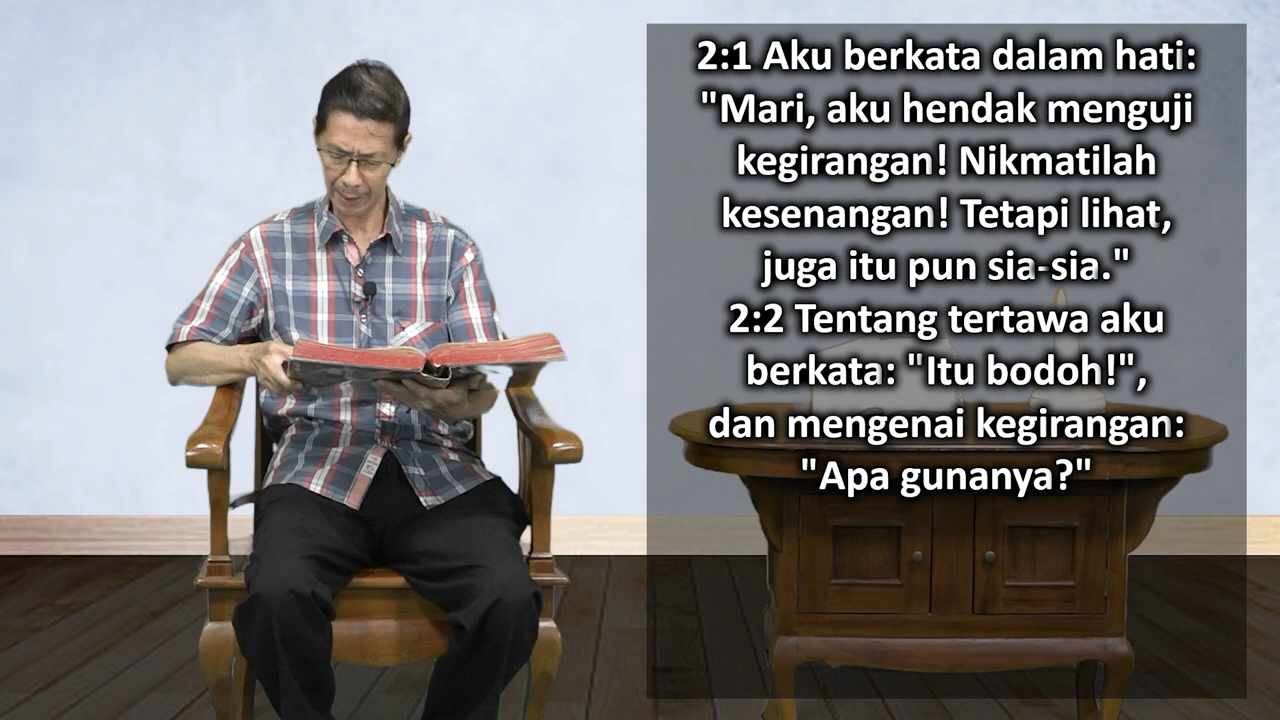 2:1 Aku berkata dalam hati:
"Mari, aku hendak menguji
kegirangan! Nikmatilah
kesenangan! Tetapi lihat,
juga itu pun sia-sia."
2:2 Tentang tertawa aku
berkata: "Itu bodoh!",
dan mengenai kegirangan:
"Apa gunanya?"